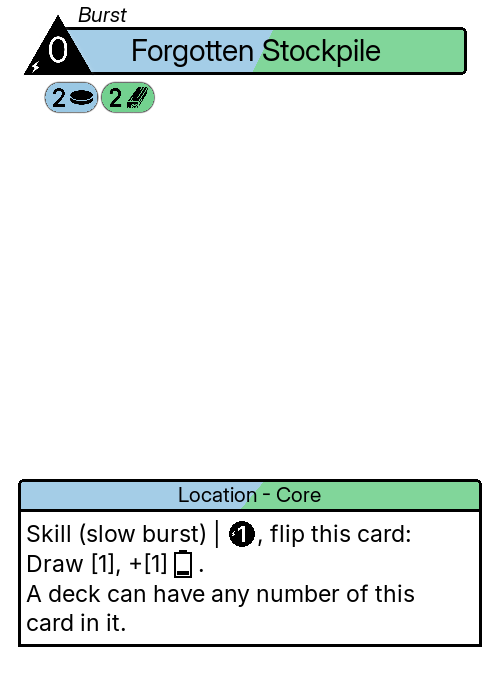 Burst
0 Forgotten Stockpile
2 2
Location - Core
Skill (slow burst) | 1, flip this card:
Draw [1], +[1] .
A deck can have any number of this
card in it.